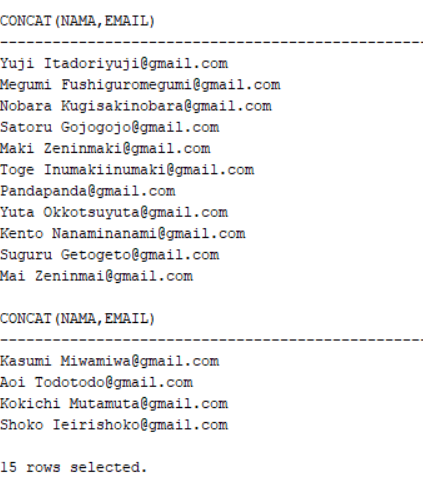 CONCAT(NAMA,EMAIL)
--------------------------------------------------
Yuji Itadoriyuji@gmail.com
Megumi Fushiguromegumi@gmail.com
Nobara Kugisakinobara@gmail.com
Satoru Gojogojo@gmail.com
Maki Zeninmaki@gmail.com
Toge Inumakiinumaki@gmail.com
Pandapanda@gmail.com
Yuta Okkotsuyuta@gmail.com
Kento Nanaminanami@gmail.com
Suguru Getogeto@gmail.com
Mai Zeninmai@gmail.com
CONCAT(NAMA,EMAIL)
--------------------------------------------------
Kasumi Miwamiwa@gmail.com
Aoi Todotodo@gmail.com
Kokichi Mutamuta@gmail.com
Shoko Ieirishoko@gmail.com
15 rows selected.